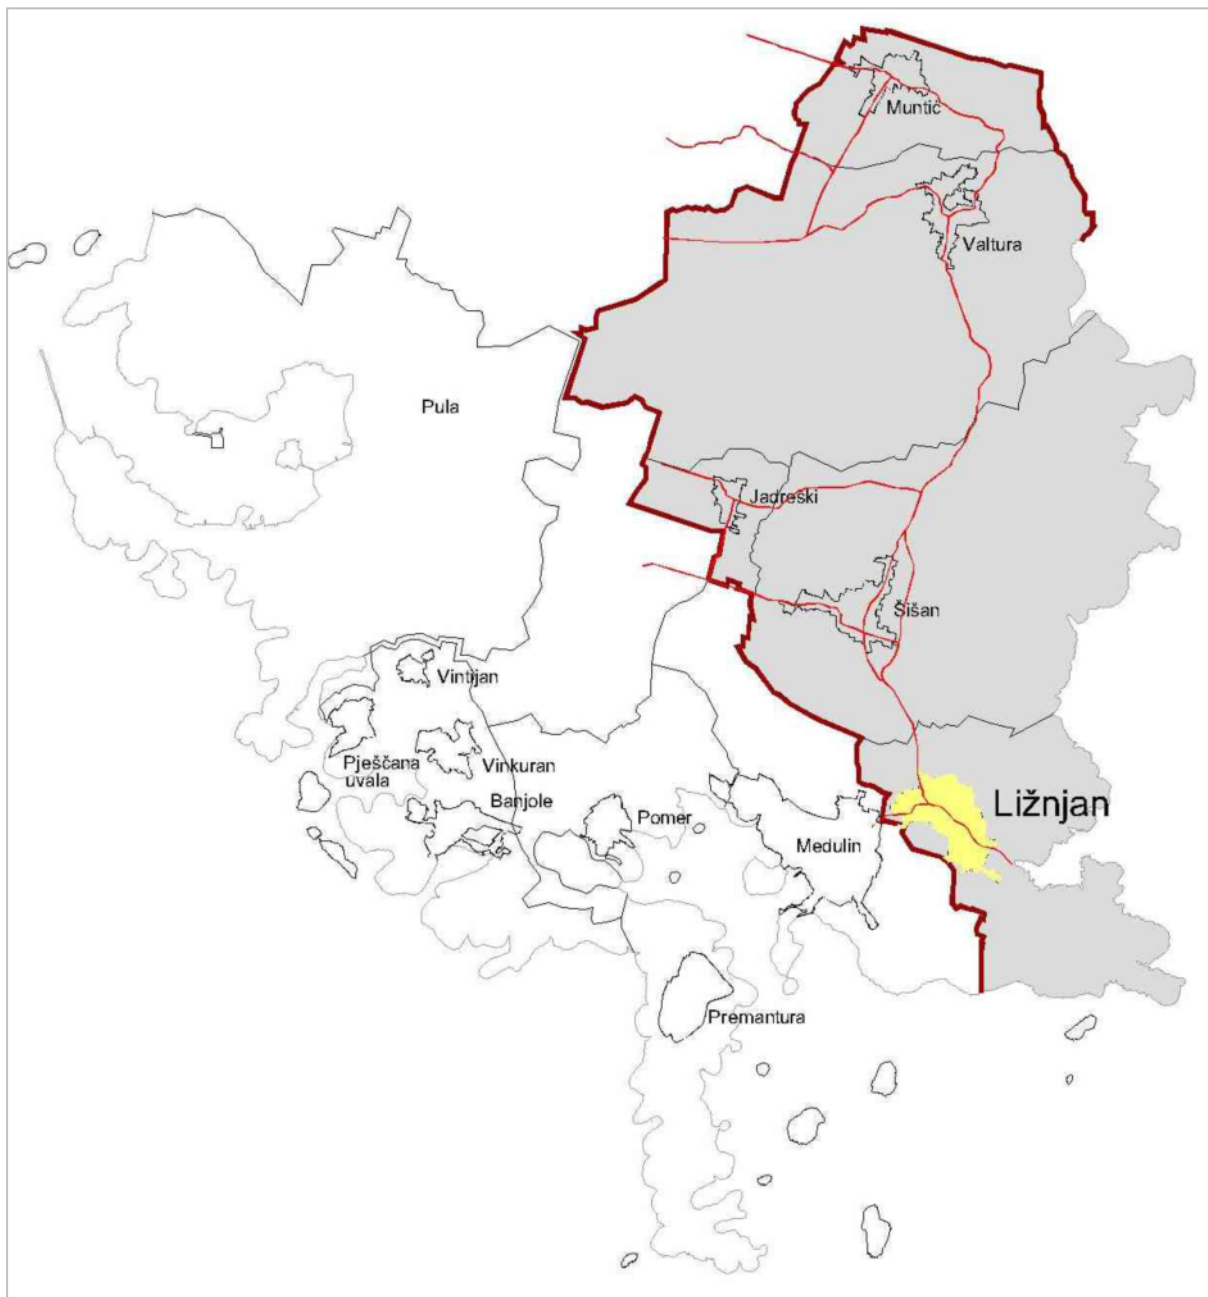 Muntić
Valtura
Pula
Jadreški
Šišan
Vintijan
Pješčana
uvala
Vinkuran
Banjole
Pomer
Medulin
Ližnjan
Premantura